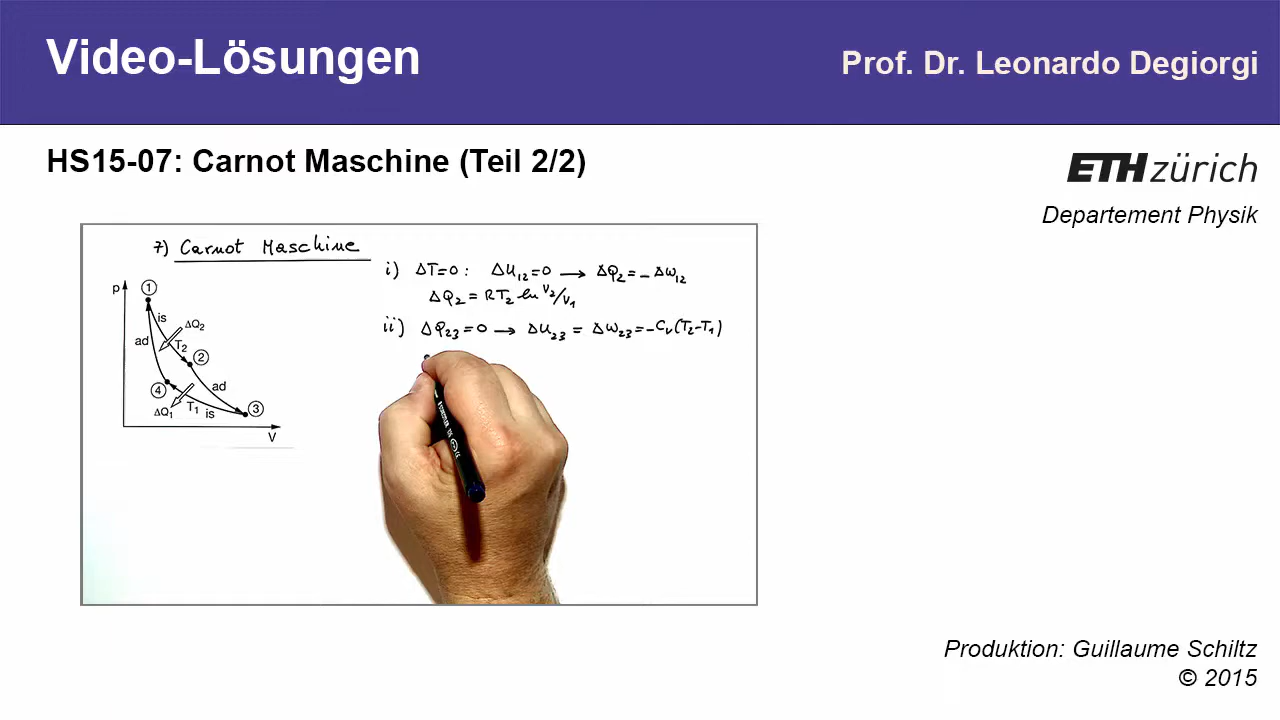 Video-Lösungen
Prof. Dr. Leonardo Degiorgi
HS15-07: Carnot Maschine (Teil 2/2)
ETH zürich
Departement Physik
7) Carnot Maschine
p
1
is
ΔQ2
ad
T2
2
4
ad
ΔQ1
T1
is
3
V
i) ΔT=0: ΔU12=0 → ΔQ2=-ΔW12
ΔQ2 = RT2 ln V2/V1
ii) ΔQ23=0 → ΔU23 = ΔW23=-Cv(T2-T1)
Produktion: Guillaume Schiltz
© 2015